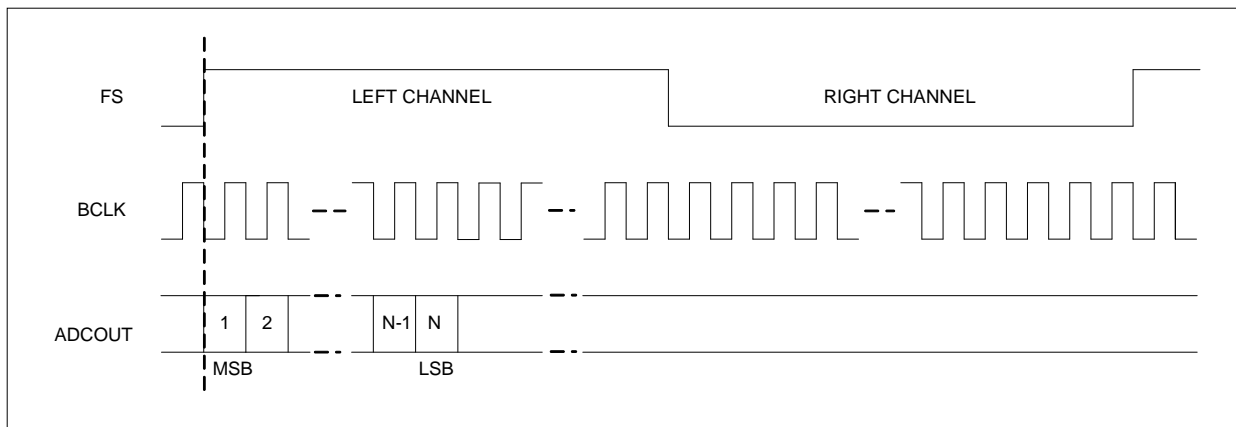 FS
LEFT CHANNEL
RIGHT CHANNEL
BCLK
ADCOUT
1
2
N-1
N
MSB
LSB